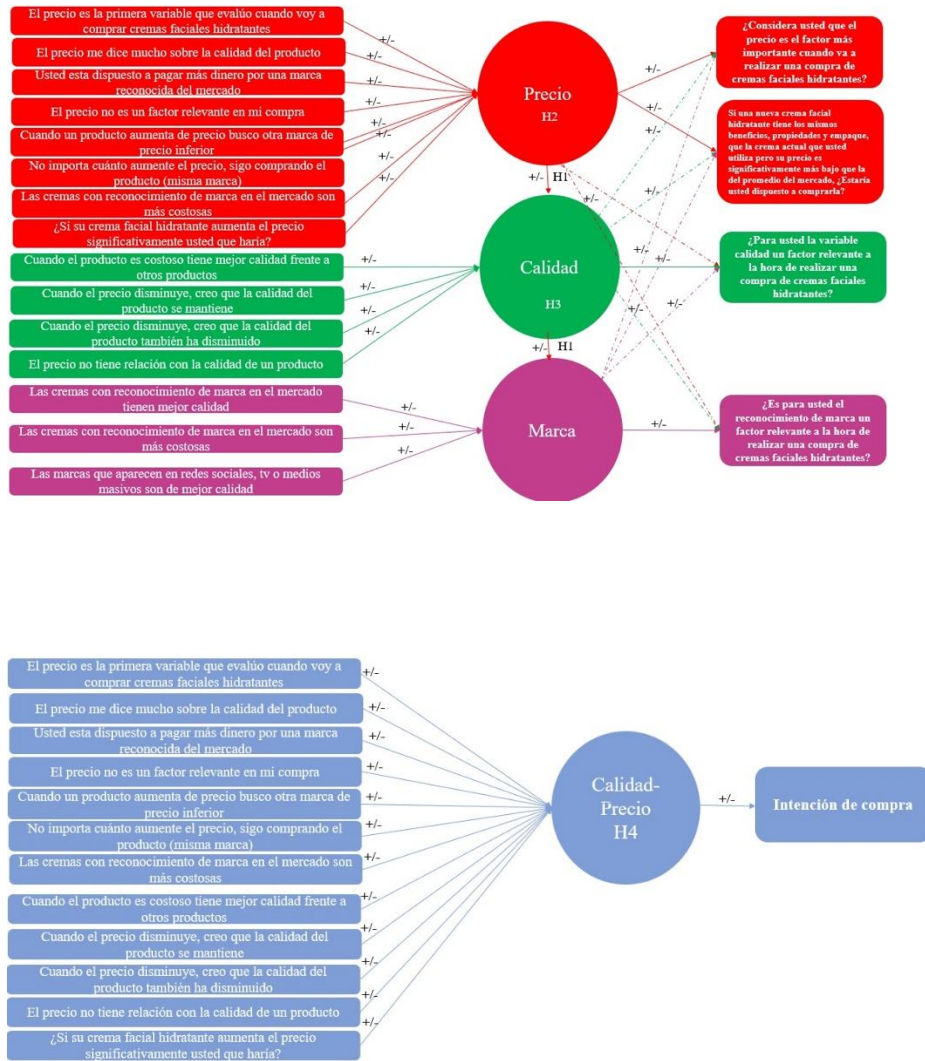 El precio es la primera variable que evalúo cuando voy a
comprar cremas faciales hidratantes
El precio me dice mucho sobre la calidad del producto
Usted esta dispuesto a pagar más dinero por una marca
reconocida del mercado
El precio no es un factor relevante en mi compra
Cuando un producto aumenta de precio busco otra marca de
precio inferior
No importa cuánto aumente el precio, sigo comprando el
producto (misma marca)
Las cremas con reconocimiento de marca en el mercado son
más costosas
¿Si su crema facial hidratante aumenta el precio
significativamente usted que haría?
+/-
+/-
+/-
+/-
+/-
+/-
+/-
+/-
Precio
H2
+/-
+/-
¿Considera usted que el
precio es el factor más
importante cuando va a
realizar una compra de
cremas faciales hidratantes?
Si una nueva crema facial
hidratante tiene los mismos
beneficios, propiedades y empaque,
que la crema actual que usted
utiliza pero su precio es
significativamente más bajo que la
del promedio del mercado, ¿Estaría
usted dispuesto a comprarla?
+/-
H1
Cuando el producto es costoso tiene mejor calidad frente a
otros productos
Cuando el precio disminuye, creo que la calidad del
producto se mantiene
Cuando el precio disminuye, creo que la calidad del
producto también ha disminuido
El precio no tiene relación con la calidad de un producto
+/-
+/-
+/-
+/-
Calidad
H3
+/-
+/-
+/-
+/-
¿Para usted la variable
calidad un factor relevante a
la hora de realizar una
compra de cremas faciales
hidratantes?
+/-
H1
Las cremas con reconocimiento de marca en el mercado
tienen mejor calidad
Las cremas con reconocimiento de marca en el mercado son
más costosas
Las marcas que aparecen en redes sociales, tv o medios
masivos son de mejor calidad
+/-
+/-
+/-
Marca
+/-
¿Es para usted el
reconocimiento de marca un
factor relevante a la hora de
realizar una compra de
cremas faciales hidratantes?
El precio es la primera variable que evalúo cuando voy a
comprar cremas faciales hidratantes
El precio me dice mucho sobre la calidad del producto
Usted esta dispuesto a pagar más dinero por una marca
reconocida del mercado
El precio no es un factor relevante en mi compra
Cuando un producto aumenta de precio busco otra marca de
precio inferior
No importa cuánto aumente el precio, sigo comprando el
producto (misma marca)
Las cremas con reconocimiento de marca en el mercado son
más costosas
Cuando el producto es costoso tiene mejor calidad frente a
otros productos
Cuando el precio disminuye, creo que la calidad del
producto se mantiene
Cuando el precio disminuye, creo que la calidad del
producto también ha disminuido
El precio no tiene relación con la calidad de un producto
¿Si su crema facial hidratante aumenta el precio
significativamente usted que haría?
+/-
+/-
+/-
+/-
+/-
+/-
+/-
+/-
+/-
+/-
+/-
+/-
Calidad-
Precio
H4
+/-
Intención de compra